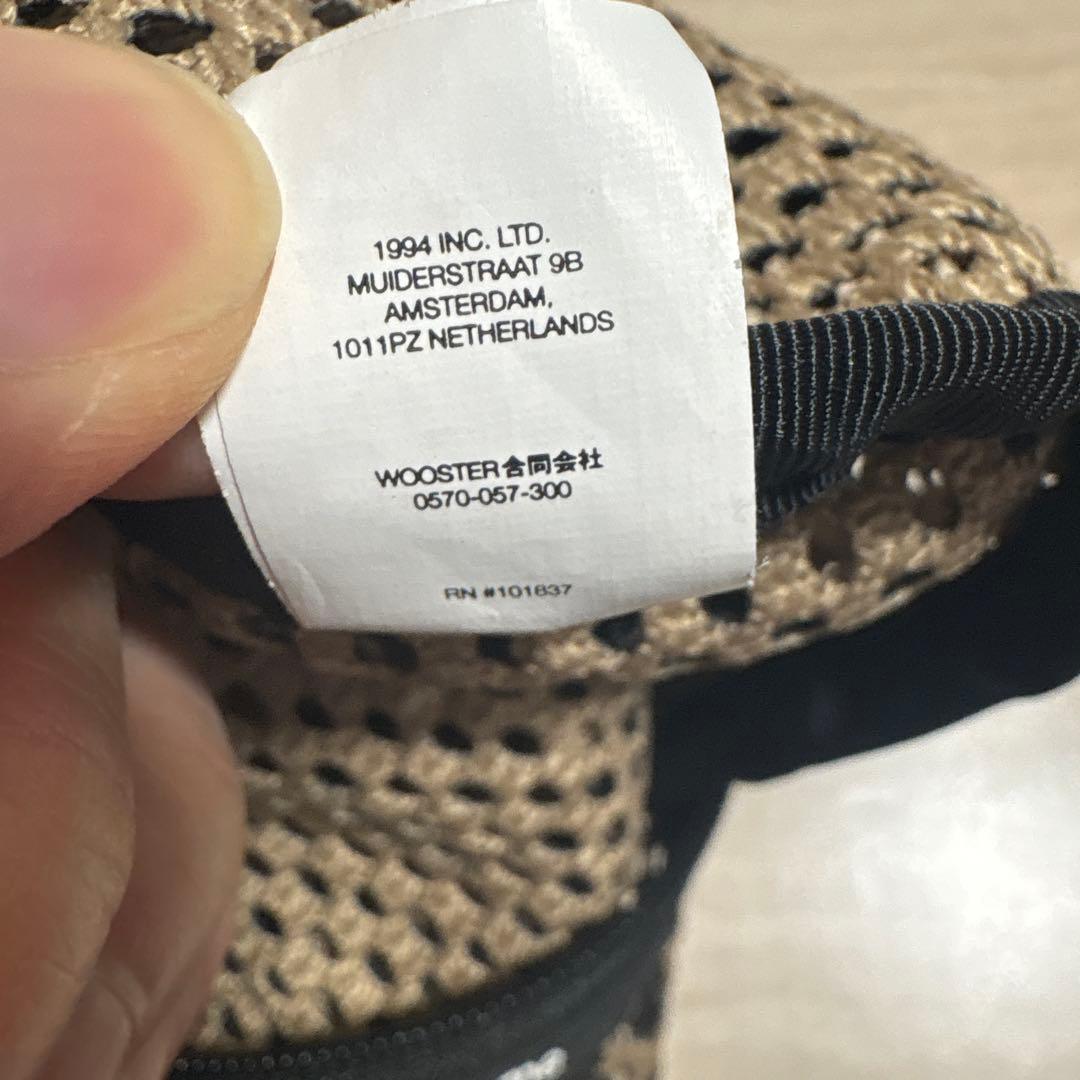 1994 INC. LTD.
MUIDERSTRAAT 9B
AMSTERDAM,
1011PZ NETHERLANDS
WOOSTER合同会社
0570-057-300
RN #101837